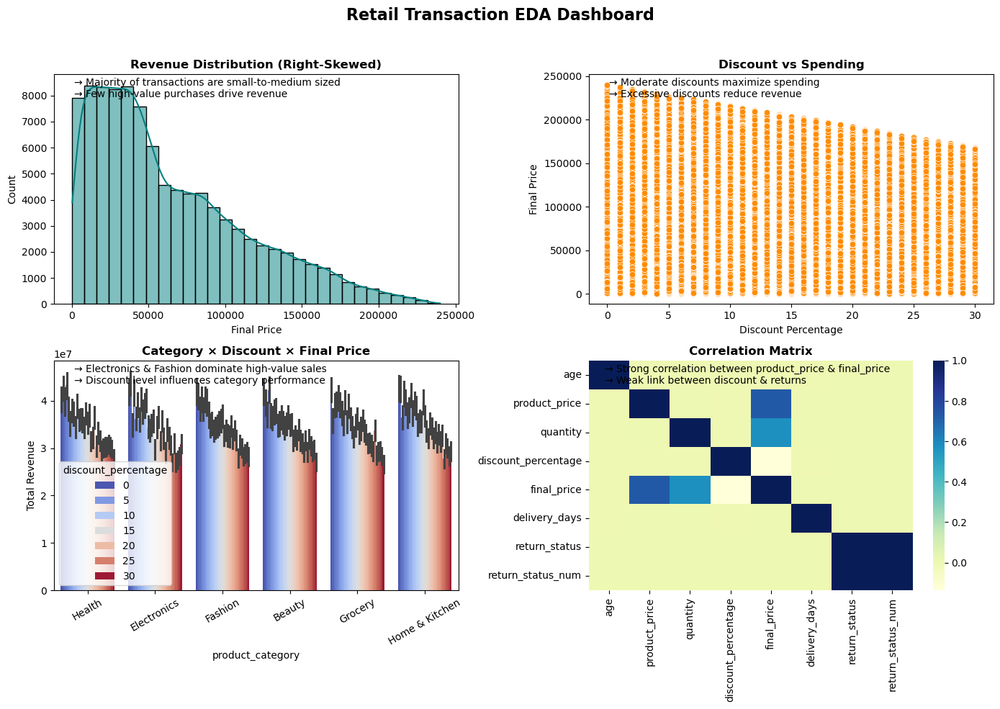 Retail Transaction EDA Dashboard
Revenue Distribution (Right-Skewed)
→ Majority of transactions are small-to-medium sized
→ Few high-value purchases drive revenue
Count
8000
7000
6000
5000
4000
3000
2000
1000
0
0
50000
100000
150000
200000
250000
Final Price
Discount vs Spending
→ Moderate discounts maximize spending
→ Excessive discounts reduce revenue
Final Price
250000
200000
150000
100000
50000
0
0
5
10
15
20
25
30
Discount Percentage
Category × Discount × Final Price
1e7
→ Electronics & Fashion dominate high-value sales
→ Discount level influences category performance
Total Revenue
4
3
2
1
0
discount_percentage
0
5
10
15
20
25
30
Health
Electronics
Fashion
Beauty
Grocery
Home & Kitchen
product_category
Correlation Matrix
→ Strong correlation between product_price & final_price
→ Weak link between discount & returns
age
product_price
quantity
discount_percentage
final_price
delivery_days
return_status
return_status_num
age
product_price
quantity
discount_percentage
final_price
delivery_days
return_status
return_status_num
1.0
0.8
0.6
0.4
0.2
0.0